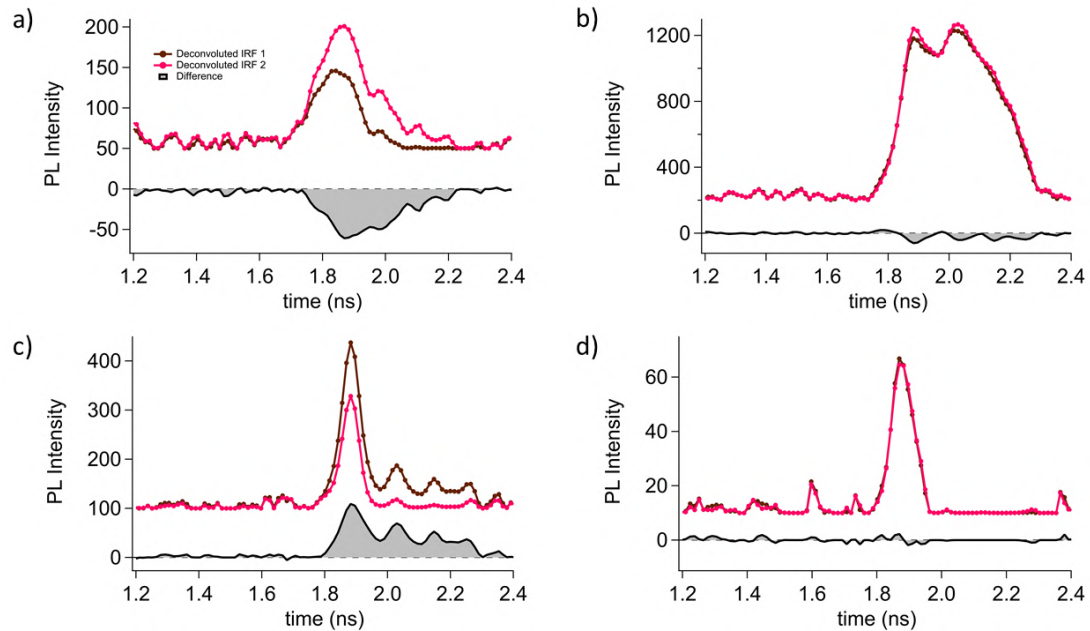 a)
200
150
100
50
0
-50
PL Intensity
Deconvoluted IRF 1
Deconvoluted IRF 2
Difference
1.2 1.4 1.6 1.8 2.0 2.2 2.4
time (ns)
b)
1200
800
400
0
PL Intensity
1.2 1.4 1.6 1.8 2.0 2.2 2.4
time (ns)
c)
400
300
200
100
0
PL Intensity
1.2 1.4 1.6 1.8 2.0 2.2 2.4
time (ns)
d)
60
40
20
0
PL Intensity
1.2 1.4 1.6 1.8 2.0 2.2 2.4
time (ns)